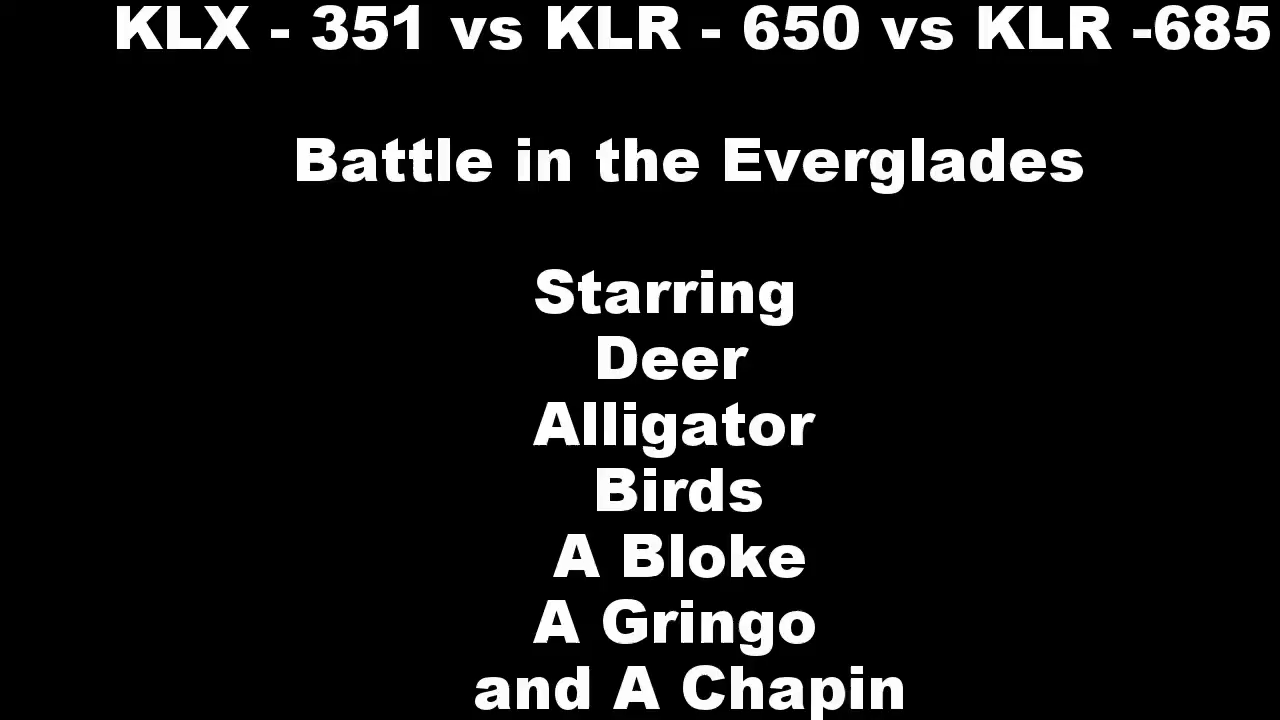 KLX - 351 vs KLR - 650 vs KLR -685
Battle in the Everglades
Starring
Deer
Alligator
Birds
A Bloke
A Gringo
and A Chapin